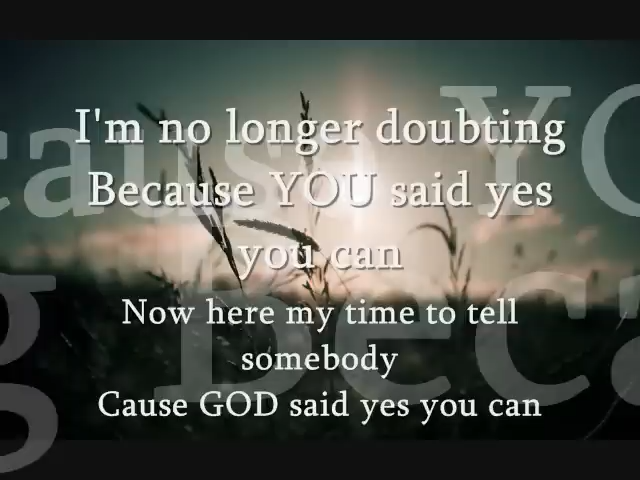 I'm no longer doubting
Because YOU said yes
you can
Now here my time to tell
somebody
Cause GOD said yes you can